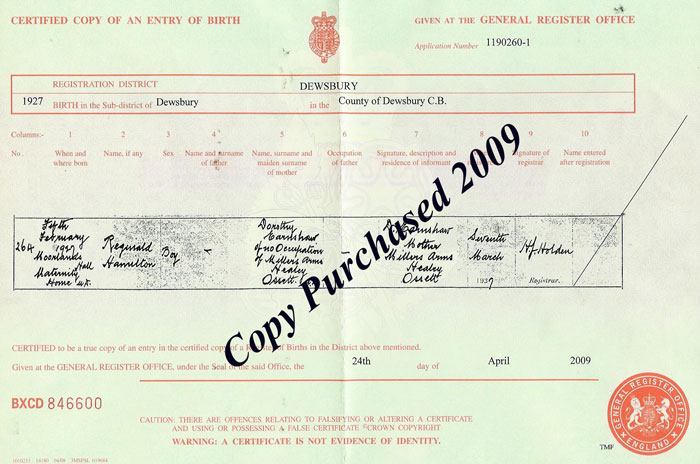 CERTIFIED COPY OF AN ENTRY OF BIRTH
GIVEN AT THE GENERAL REGISTER OFFICE
Application Number 1190260-1
REGISTRATION DISTRICT DEWSBURY
1927 BIRTH in the Sub-district of Dewsbury in the County of Dewsbury C.B.
Columns:- 1 2 3 4 5 6 7 8 9 10
No. When and where born Name, if any Sex Name and surname of father Name, surname and maiden surname of mother Occupation of father Signature, description and residence of informant When Signature of registrar Name entered after registration
264 Fifth February 1927 Moorlands Hall Maternity Home
Reginald Hamilton
Boy
-
Dorothy Earnshaw of no Occupation of Millers Arms Healey Ossett
-
D. Earnshaw Mother Millers Arms Healey Ossett
Seventh March 1927
H J Holden
Registrar.
Copy Purchased 2009
CERTIFIED to be a true copy of an entry in the certified copy of a Register of Births in the District above mentioned.
Given at the GENERAL REGISTER OFFICE, under the Seal of the said Office, the 24th day of April 2009
BXCD 846600
CAUTION: THERE ARE OFFENCES RELATING TO FALSIFYING OR ALTERING A CERTIFICATE
AND USING OR POSSESSING A FALSE CERTIFICATE ©CROWN COPYRIGHT
WARNING: A CERTIFICATE IS NOT EVIDENCE OF IDENTITY.
GENERAL REGISTER OFFICE
ENGLAND
TMF